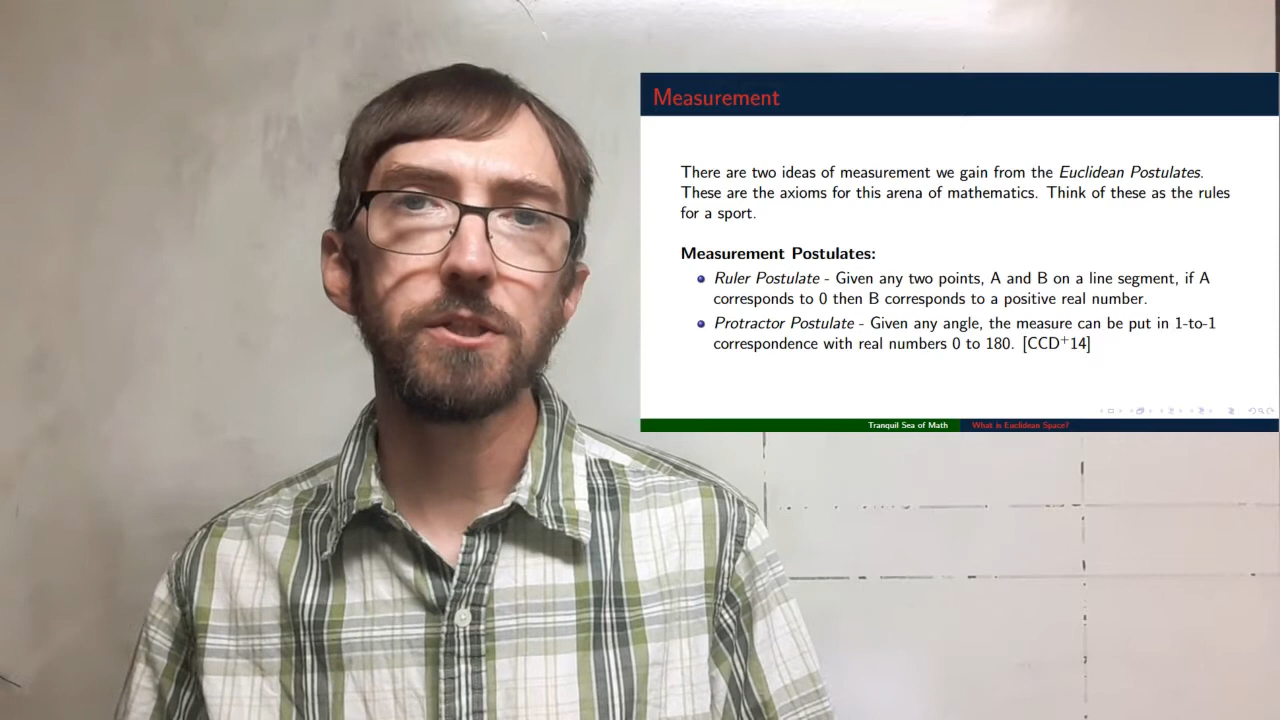 Measurement
There are two ideas of measurement we gain from the Euclidean Postulates.
These are the axioms for this arena of mathematics. Think of these as the rules
for a sport.
Measurement Postulates:
Ruler Postulate - Given any two points, A and B on a line segment, if A
corresponds to 0 then B corresponds to a positive real number.
Protractor Postulate - Given any angle, the measure can be put in 1-to-1
correspondence with real numbers 0 to 180. [CCD+14]
Tranquil Sea of Math
What is Euclidean Space?